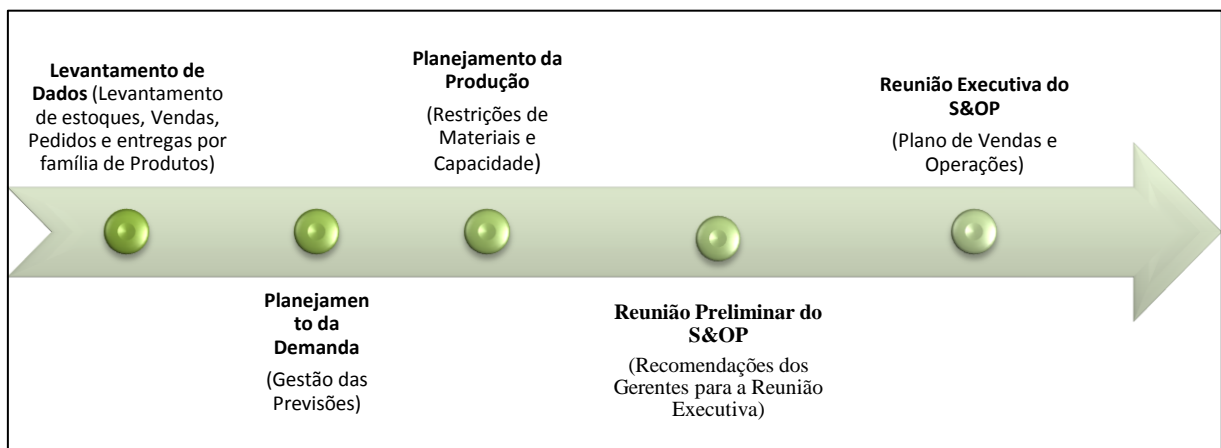 Levantamento de
Dados (Levantamento
de estoques, Vendas,
Pedidos e entregas por
família de Produtos)
Planejamen
to da
Demanda
(Gestão das
Previsões)
Planejamento da
Produção
(Restrições de
Materiais e
Capacidade)
Reunião Preliminar do
S&OP
(Recomendações dos
Gerentes para a Reunião
Executiva)
Reunião Executiva do
S&OP
(Plano de Vendas e
Operações)